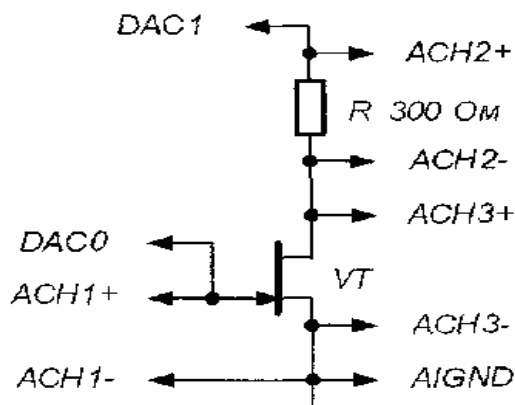 DAC1
ACH2+
R 300 Ом
ACH2-
ACH3+
DAC0
ACH1+
VT
ACH3-
ACH1-
AIGND